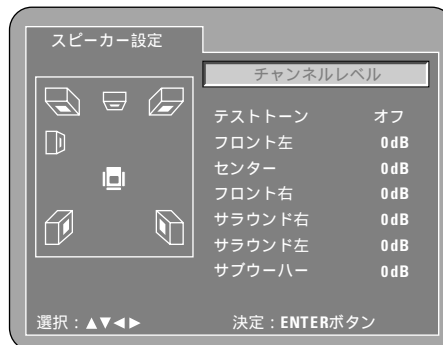 スピーカー設定
チャンネルレベル
テストトーン オフ
フロント左 0dB
センター 0dB
フロント右 0dB
サラウンド右 0dB
サラウンド左 0dB
サブウーハー 0dB
選択：▲▼◀▶ 決定：ENTERボタン